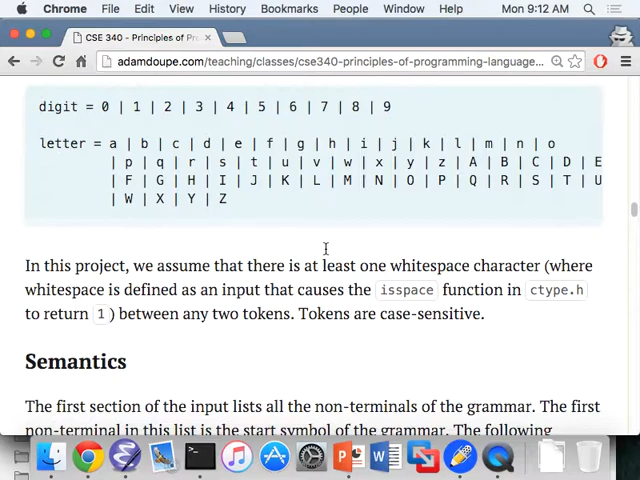 Chrome File Edit View History Bookmarks People Window Help Mon 9:12 AM
CSE 340 - Principles of Pro
adamdoupe.com/teaching/classes/cse340-principles-of-programming-language
digit = 0 | 1 | 2 | 3 | 4 | 5 | 6 | 7 | 8 | 9
letter = a | b | c | d | e | f | g | h | i | j | k | l | m | n | o
| p | q | r | s | t | u | v | w | x | y | z | A | B | C | D | E
| F | G | H | I | J | K | L | M | N | O | P | Q | R | S | T | U
| W | X | Y | Z
In this project, we assume that there is at least one whitespace character (where
whitespace is defined as an input that causes the isspace function in ctype.h
to return 1 ) between any two tokens. Tokens are case-sensitive.
Semantics
The first section of the input lists all the non-terminals of the grammar. The first
non-terminal in this list is the start symbol of the grammar. The following